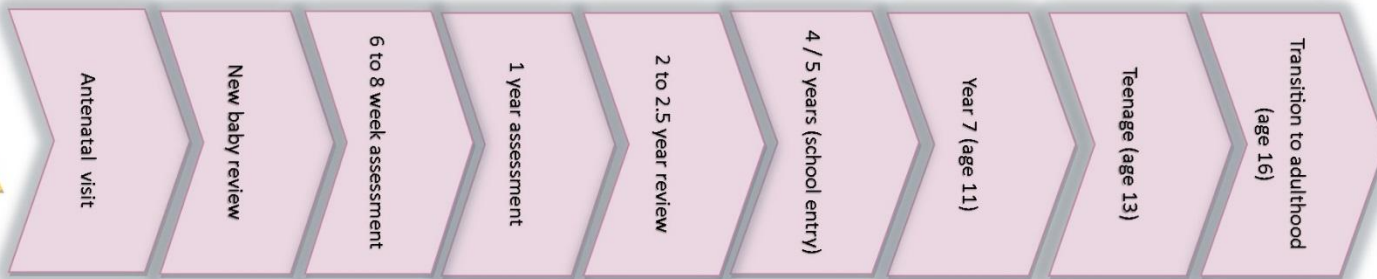 Antenatal visit
New baby review
6 to 8 week assessment
1 year assessment
2 to 2.5 year review
4 / 5 years (school entry)
Year 7 (age 11)
Teenage (age 13)
Transition to adulthood
(age 16)